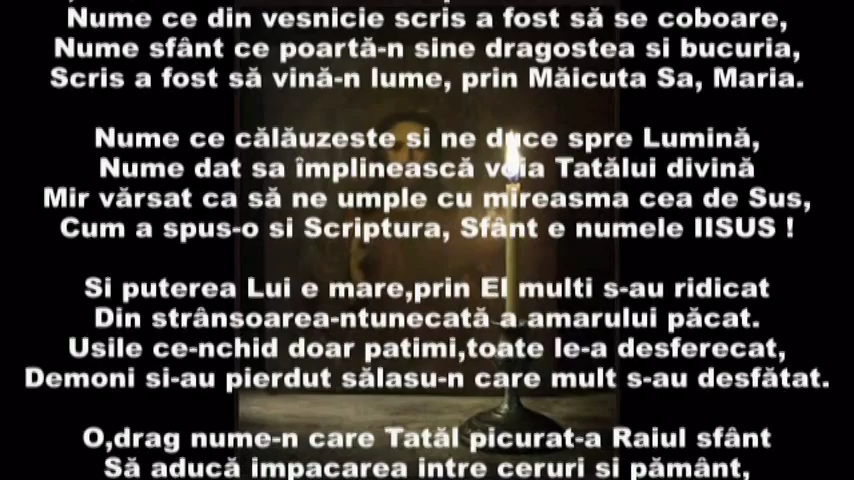 Nume ce din vesnicie scris a fost să se coboare,
Nume sfânt ce poartă-n sine dragostea si bucuria,
Scris a fost să vină-n lume, prin Măicuta Sa, Maria.
Nume ce călăuzeste si ne duce spre Lumină,
Nume dat sa împlinească voia Tatălui divină
Mir vărsat ca să ne umple cu mireasma cea de Sus,
Cum a spus-o si Scriptura, Sfânt e numele IISUS !
Si puterea Lui e mare,prin El multi s-au ridicat
Din strânsoarea-ntunecată a amarului păcat.
Usile ce-nchid doar patimi,toate le-a desferecat,
Demoni si-au pierdut sălasu-n care mult s-au desfătat.
O,drag nume-n care Tatăl picurat-a Raiul sfânt
Să aducă impacarea intre ceruri si pământ,